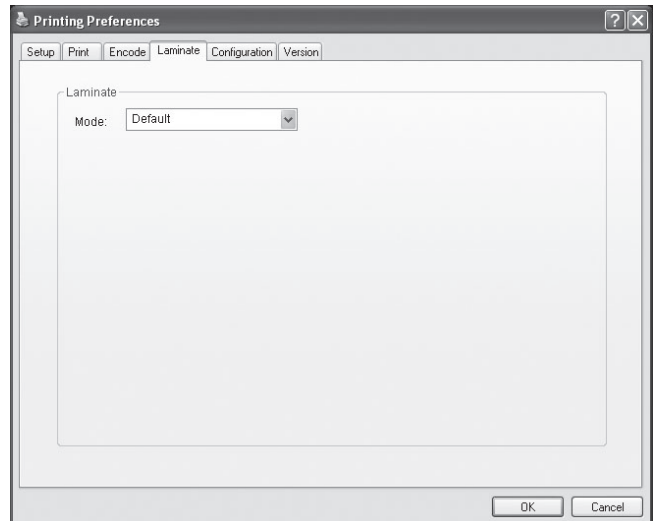 Printing Preferences
Setup Print Encode Laminate Configuration Version
Laminate
Mode: Default
OK Cancel